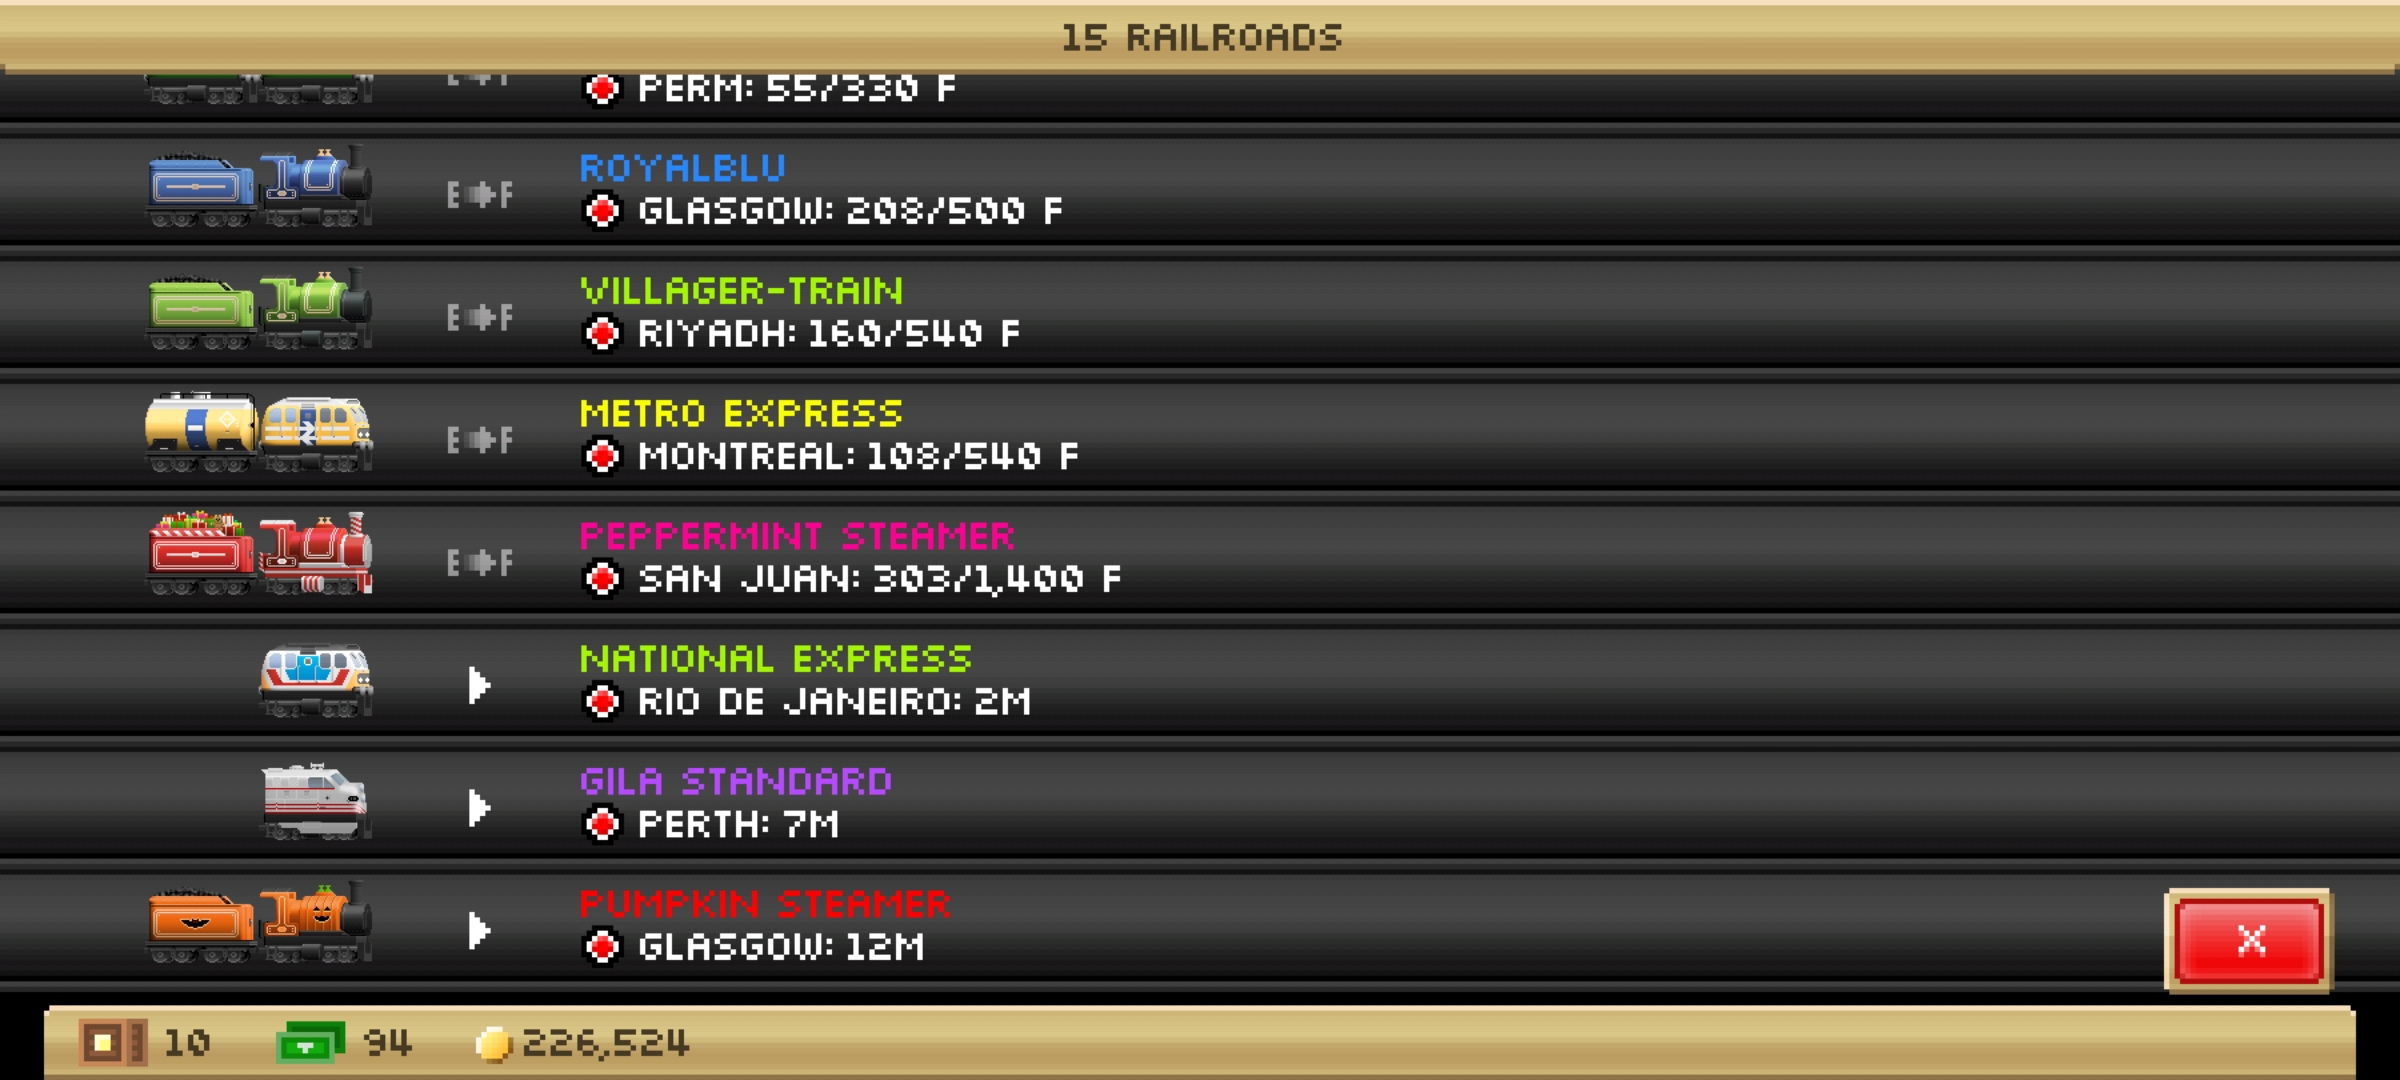 15 RAILROADS
E F
PERM: 55/330 F
ROYALBLU
E F
GLASGOW: 208/500 F
VILLAGER-TRAIN
E F
RIYADH: 160/540 F
METRO EXPRESS
E F
MONTREAL: 108/540 F
PEPPERMINT STEAMER
E F
SAN JUAN: 303/1,400 F
NATIONAL EXPRESS
RIO DE JANEIRO: 2M
GILA STANDARD
PERTH: 7M
PUMPKIN STEAMER
GLASGOW: 12M
X
10 94 226,524